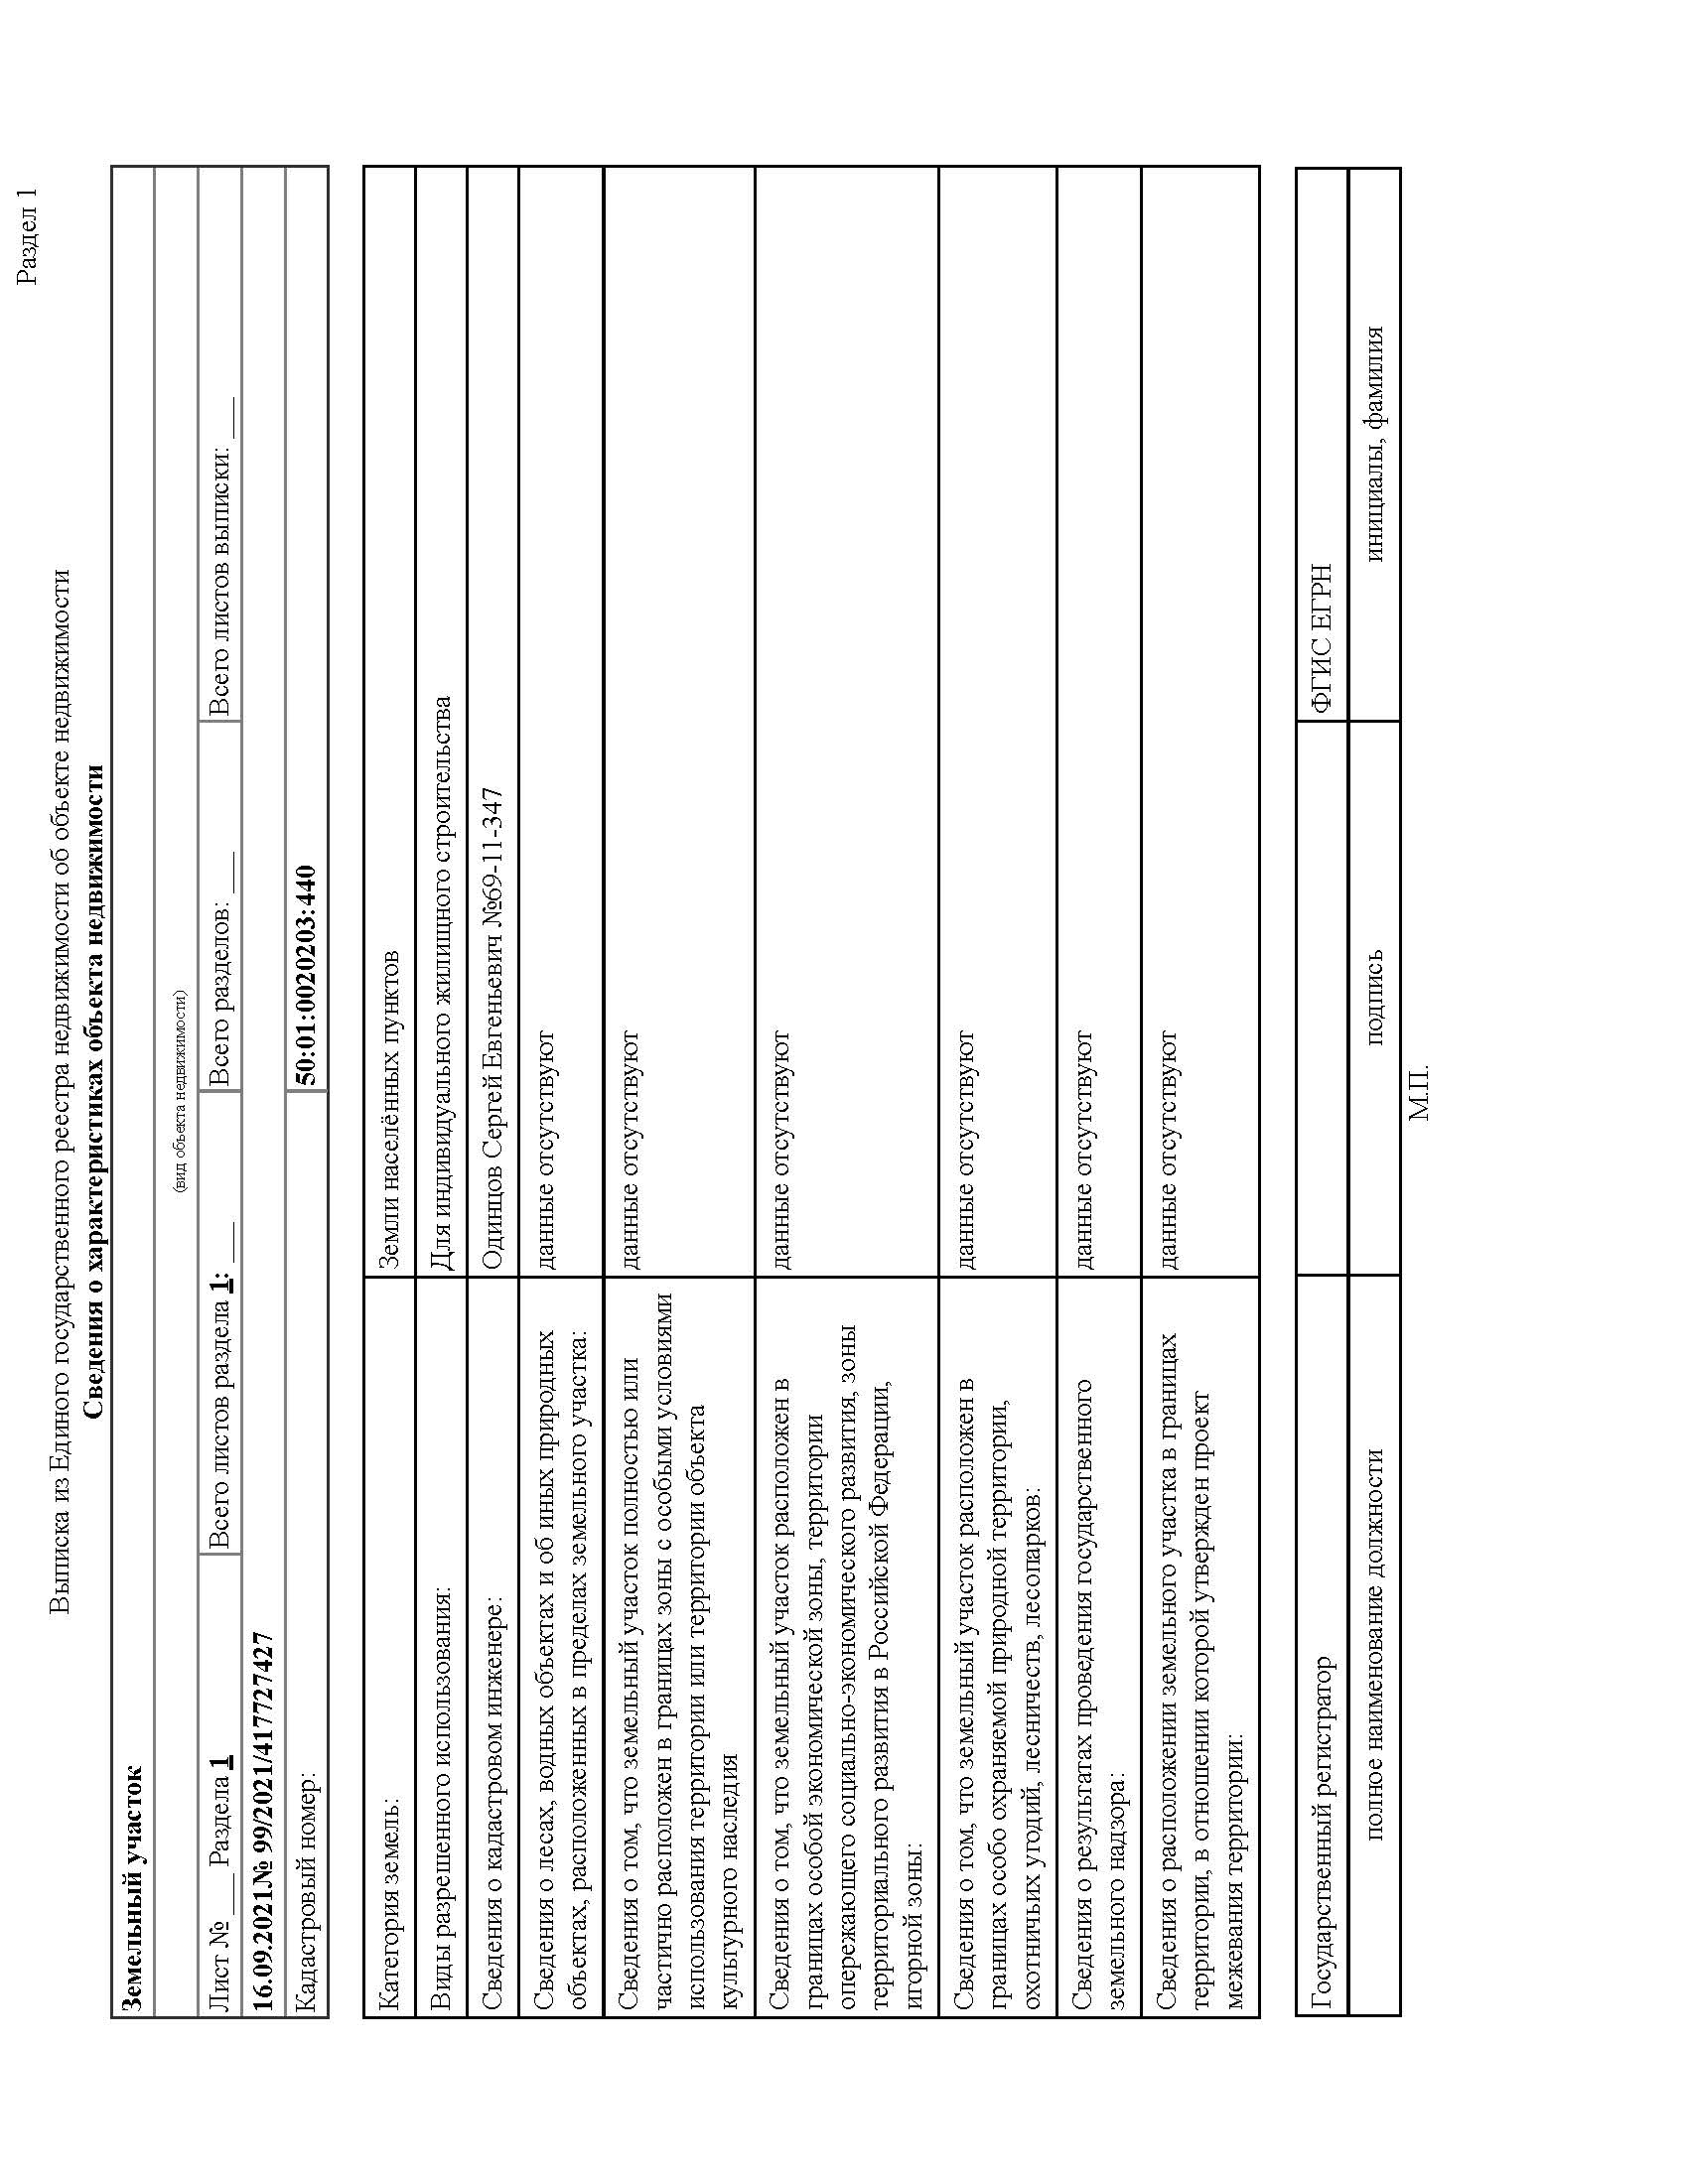 Раздел 1
Выписка из Единого государственного реестра недвижимости об объекте недвижимости
Сведения о характеристиках объекта недвижимости
Земельный участок
(вид объекта недвижимости)
Лист № ___ Раздела 1 Всего листов раздела 1: ___ Всего разделов: ___ Всего листов выписки: ___
16.09.2021№ 99/2021/417727427
Кадастровый номер: 50:01:0020203:440
Категория земель: Земли населённых пунктов
Виды разрешенного использования: Для индивидуального жилищного строительства
Сведения о кадастровом инженере: Одинцов Сергей Евгеньевич №69-11-347
Сведения о лесах, водных объектах и об иных природных
объектах, расположенных в пределах земельного участка:
данные отсутствуют
Сведения о том, что земельный участок полностью или
частично расположен в границах зоны с особыми условиями
использования территории или территории объекта
культурного наследия
данные отсутствуют
Сведения о том, что земельный участок расположен в
границах особой экономической зоны, территории
опережающего социально-экономического развития, зоны
территориального развития в Российской Федерации,
игорной зоны:
данные отсутствуют
Сведения о том, что земельный участок расположен в
границах особо охраняемой природной территории,
охотничьих угодий, лесничеств, лесопарков:
данные отсутствуют
Сведения о результатах проведения государственного
земельного надзора:
данные отсутствуют
Сведения о расположении земельного участка в границах
территории, в отношении которой утвержден проект
межевания территории:
данные отсутствуют
Государственный регистратор ФГИС ЕГРН
полное наименование должности подпись инициалы, фамилия
М.П.